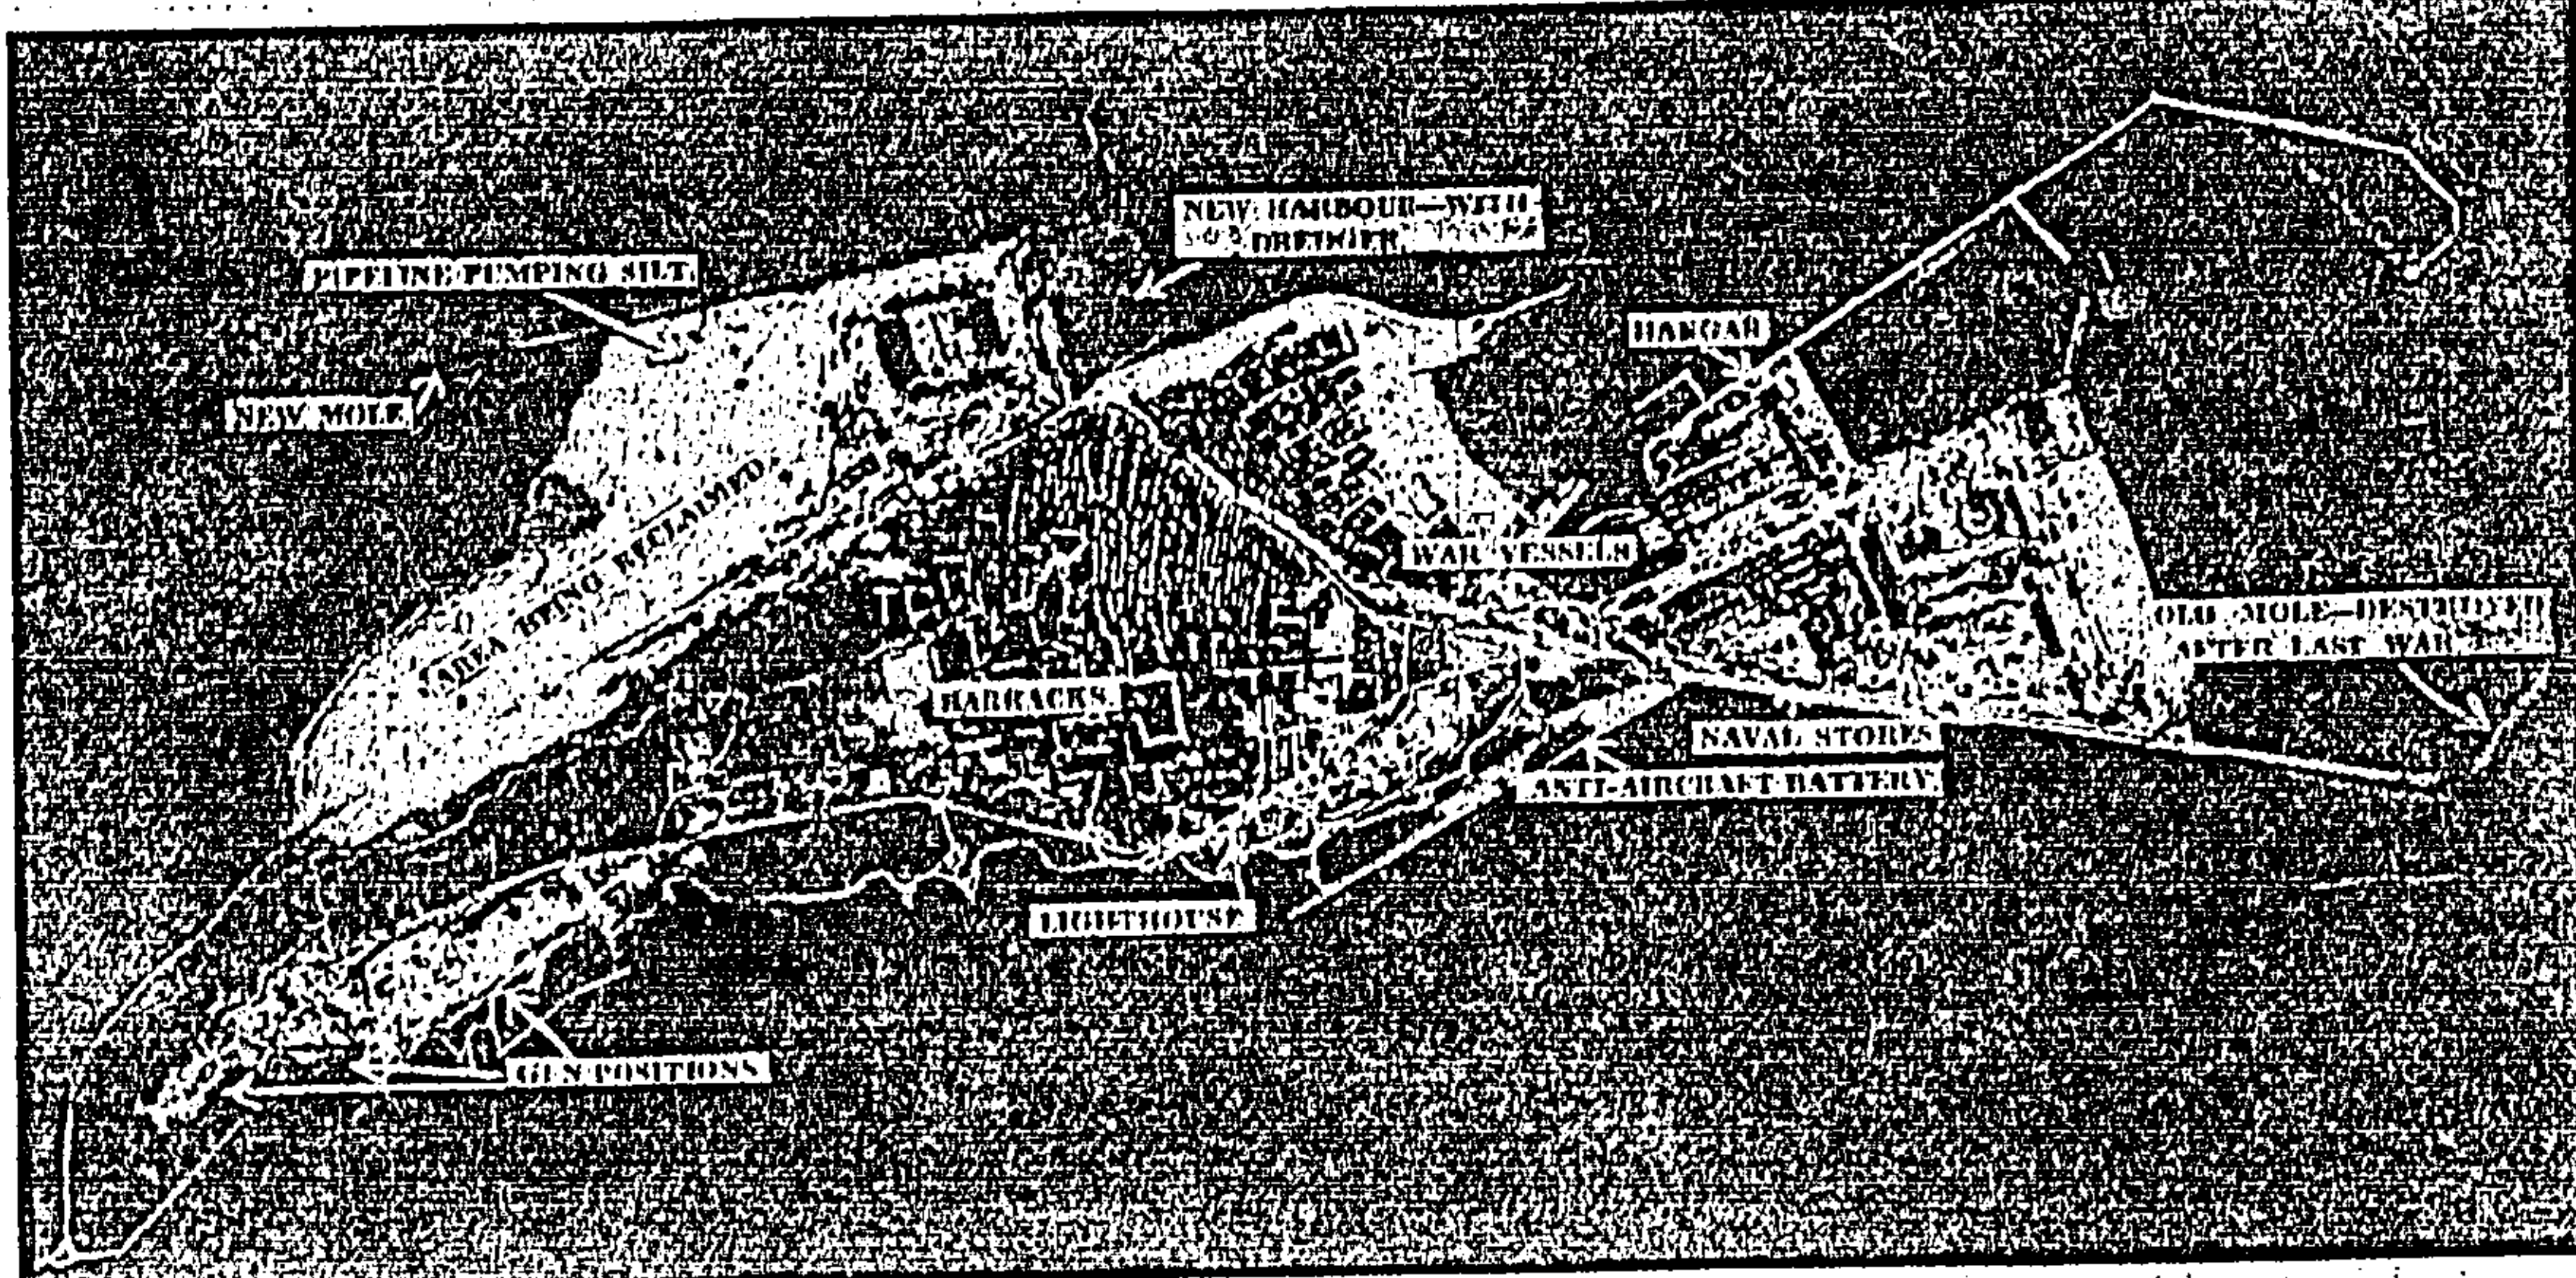 NEW HARBOUR—WITH
DREDGER
PIPELINE PUMPING SILT
HANGAR
NEW MOLE
AREA BEING RECLAIMED
WAR VESSELS
OLD MOLE—DESTROYED
AFTER LAST WAR
BARRACKS
NAVAL STORES
ANTI-AIRCRAFT BATTERY
LIGHTHOUSE
GUN POSITIONS